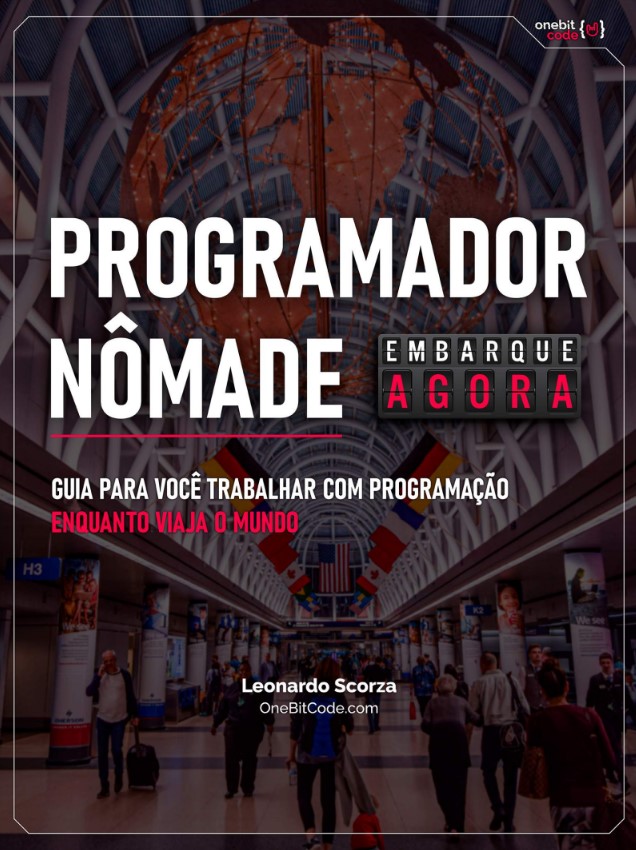 onebit
code
PROGRAMADOR
NÔMADE
EMBARQUE
AGORA
GUIA PARA VOCÊ TRABALHAR COM PROGRAMAÇÃO
ENQUANTO VIAJA O MUNDO
H3
K2
Leonardo Scorza
OneBitCode.com